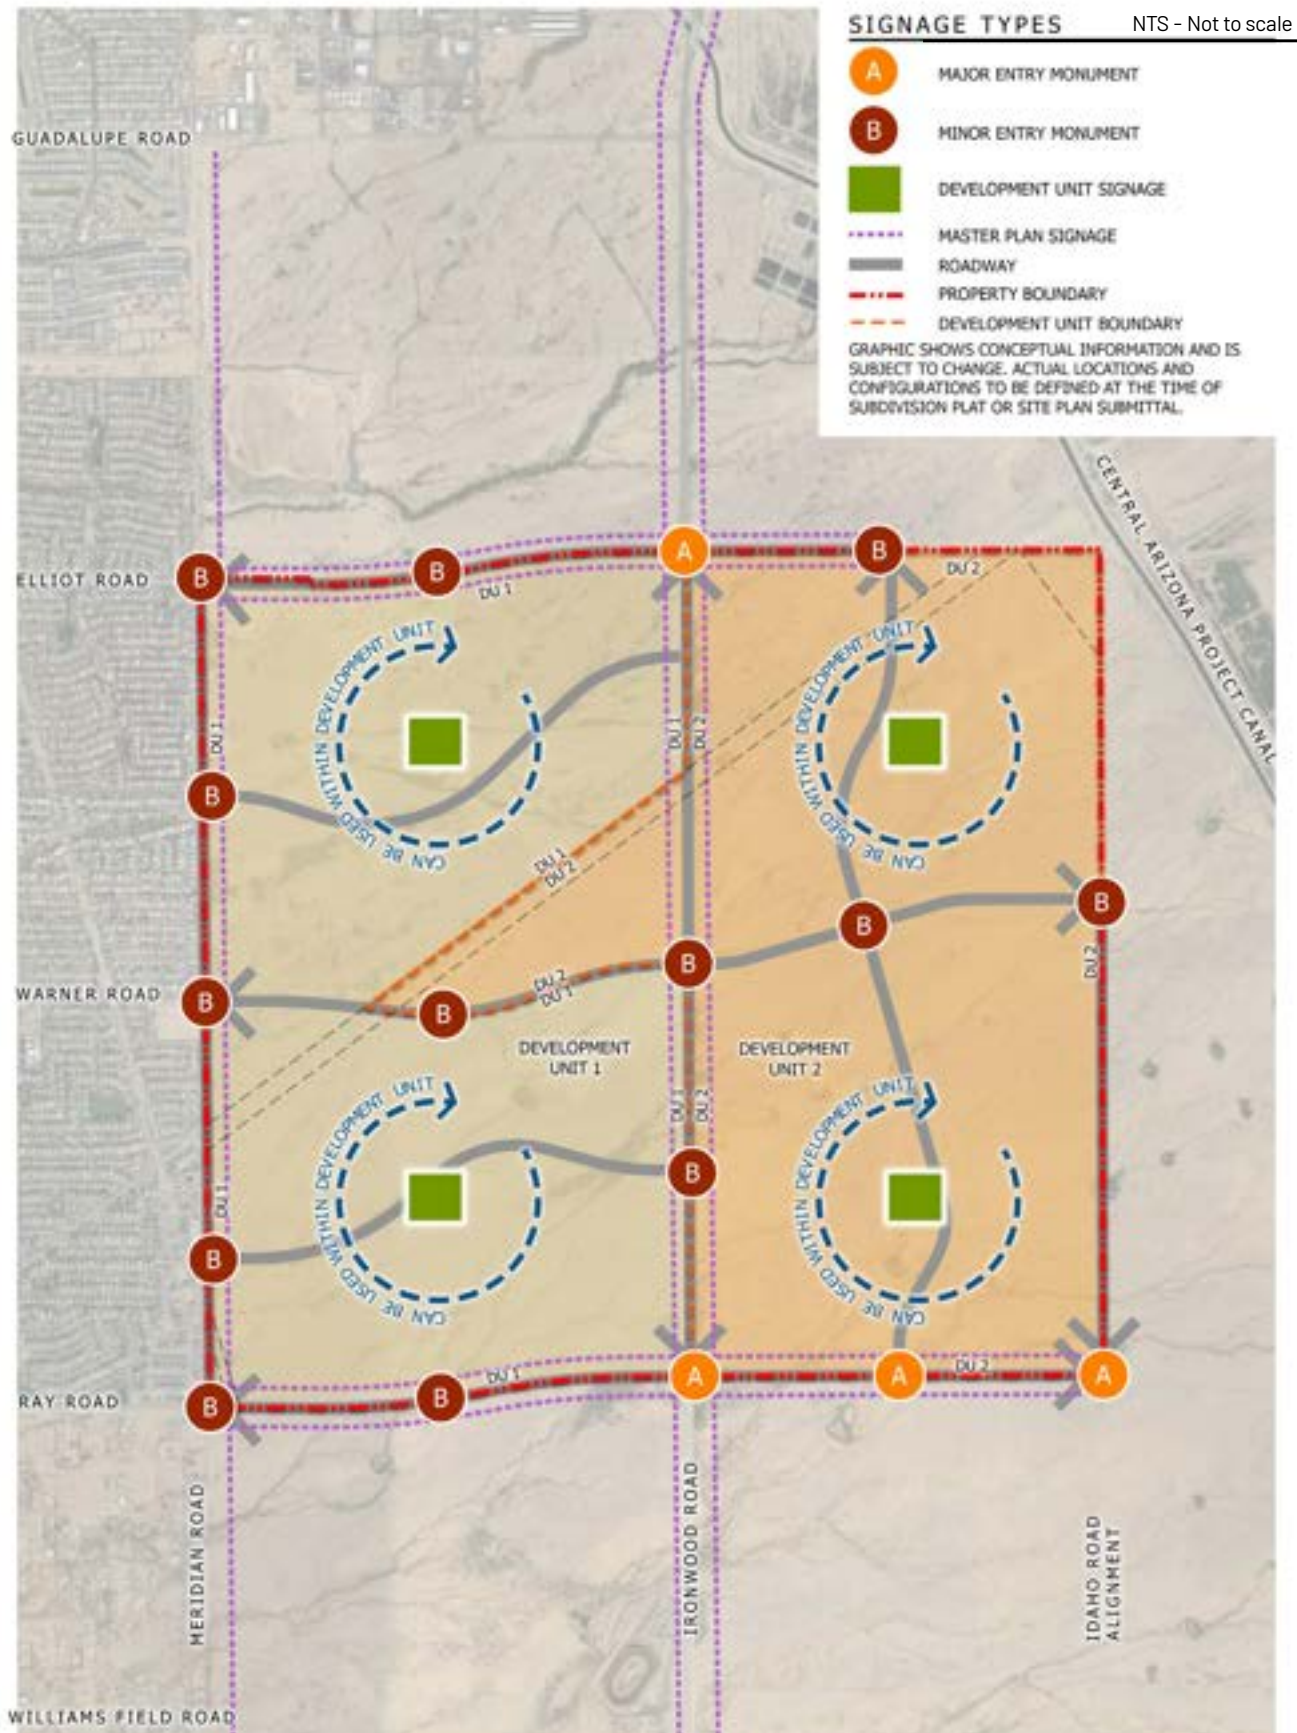 SIGNAGE TYPES
NTS - Not to scale
A MAJOR ENTRY MONUMENT
B MINOR ENTRY MONUMENT
DEVELOPMENT UNIT SIGNAGE
MASTER PLAN SIGNAGE
ROADWAY
PROPERTY BOUNDARY
DEVELOPMENT UNIT BOUNDARY
GRAPHIC SHOWS CONCEPTUAL INFORMATION AND IS
SUBJECT TO CHANGE. ACTUAL LOCATIONS AND
CONFIGURATIONS TO BE DEFINED AT THE TIME OF
SUBDIVISION PLAT OR SITE PLAN SUBMITTAL.
GUADALUPE ROAD
CENTRAL ARIZONA PROJECT CANAL
ELLIOT ROAD
B
B
A
B
DU 1
DU 2
CAN BE USED WITHIN DEVELOPMENT UNIT
CAN BE USED WITHIN DEVELOPMENT UNIT
DU 1
DU 1
DU 2
B
DU 1
DU 2
B
B
B
DU 2
WARNER ROAD
B
B
DU 2
DU 1
DEVELOPMENT
UNIT 1
DEVELOPMENT
UNIT 2
DU 1
DU 2
CAN BE USED WITHIN DEVELOPMENT UNIT
CAN BE USED WITHIN DEVELOPMENT UNIT
DU 1
B
B
DU 1
DU 2
RAY ROAD
B
B
A
A
A
MERIDIAN ROAD
IRONWOOD ROAD
IDAHO ROAD
ALIGNMENT
WILLIAMS FIELD ROAD